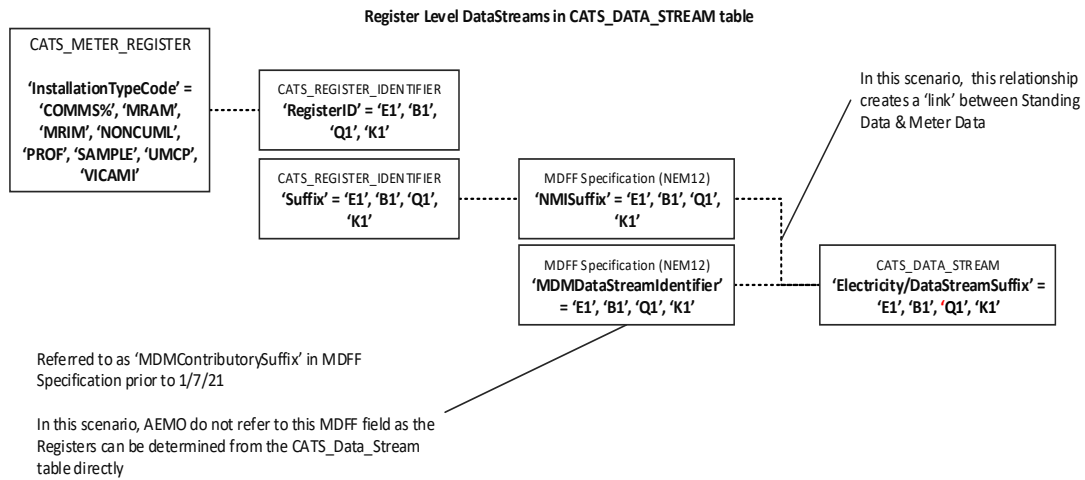 Register Level DataStreams in CATS_DATA_STREAM table
CATS_METER_REGISTER
‘InstallationTypeCode’ =
‘COMMS%’, ‘MRAM’,
‘MRIM’, ‘NONCUML’,
‘PROF’, ‘SAMPLE’, ‘UMCP’,
‘VICAMI’
CATS_REGISTER_IDENTIFIER
‘RegisterID’ = ‘E1’, ‘B1’,
‘Q1’, ‘K1’
In this scenario, this relationship
creates a ‘link’ between Standing
Data & Meter Data
CATS_REGISTER_IDENTIFIER
‘Suffix’ = ‘E1’, ‘B1’, ‘Q1’,
‘K1’
MDFF Specification (NEM12)
‘NMISuffix’ = ‘E1’, ‘B1’, ‘Q1’,
‘K1’
MDFF Specification (NEM12)
‘MDMDataStreamIdentifier’
= ‘E1’, ‘B1’, ‘Q1’, ‘K1’
CATS_DATA_STREAM
‘Electricity/DataStreamSuffix’ =
‘E1’, ‘B1’, ‘Q1’, ‘K1’
Referred to as ‘MDMContributorySuffix’ in MDFF
Specification prior to 1/7/21
In this scenario, AEMO do not refer to this MDFF field as the
Registers can be determined from the CATS_Data_Stream
table directly